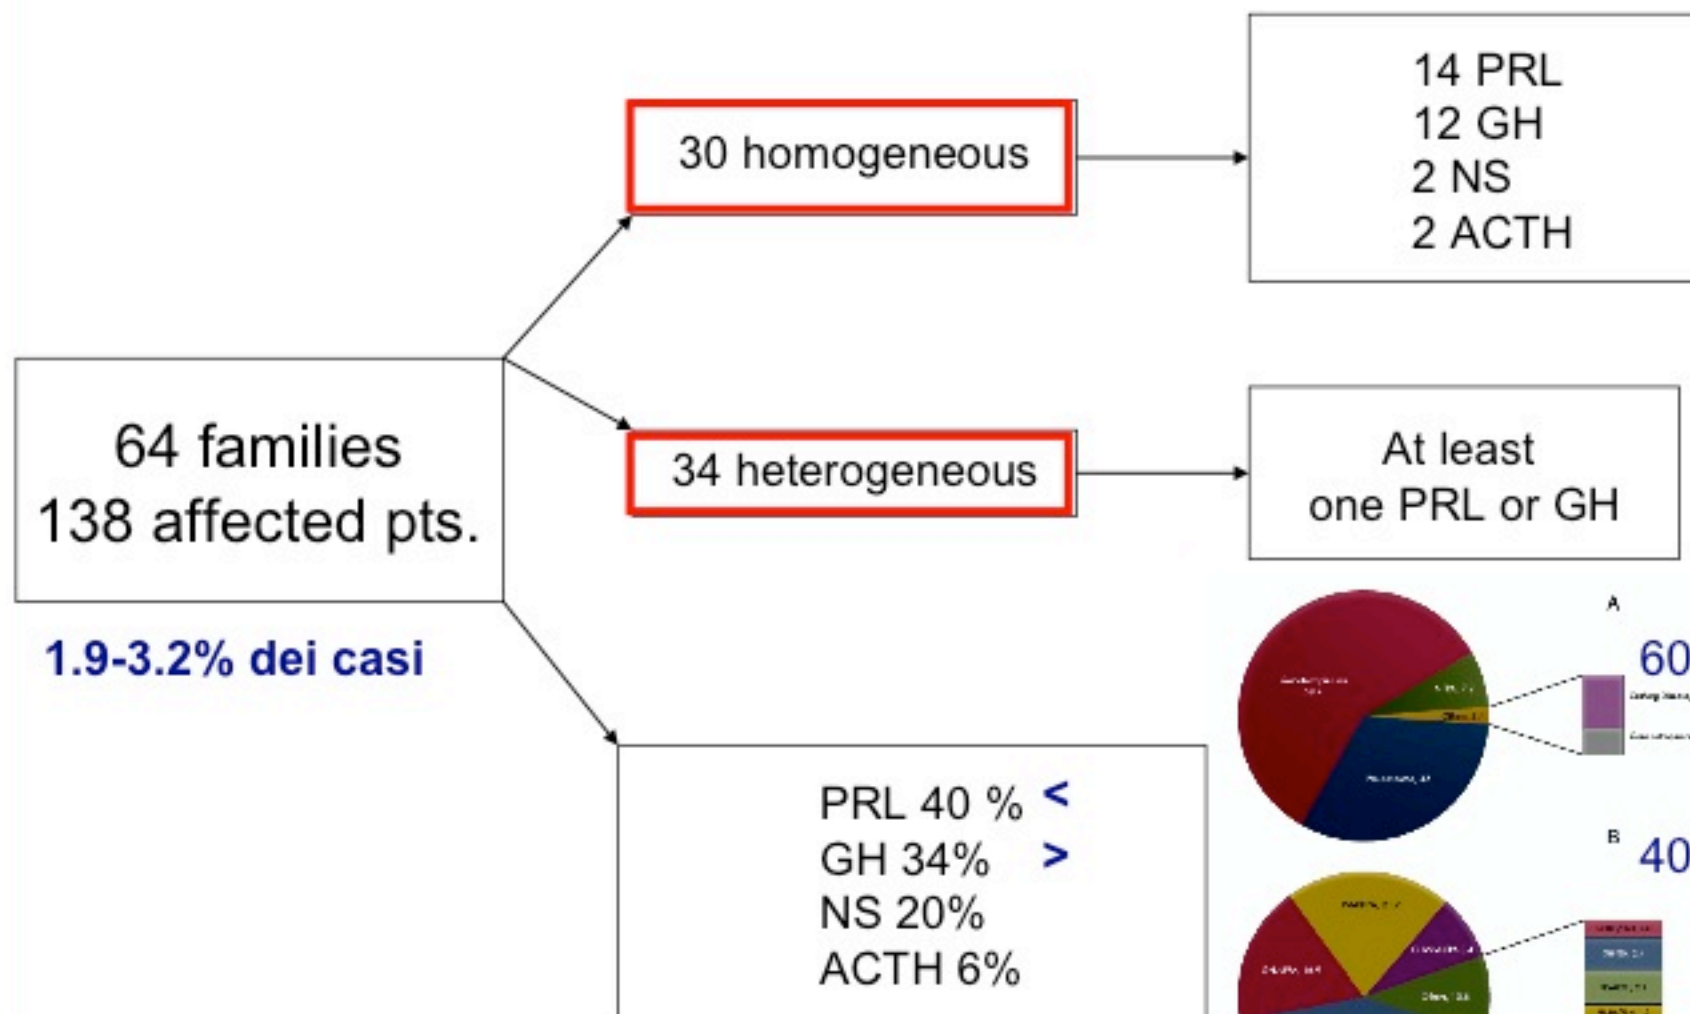 14 PRL
12 GH
2 NS
2 ACTH
30 homogeneous
64 families
138 affected pts.
34 heterogeneous
At least
one PRL or GH
1.9-3.2% dei casi
PRL 40 % <
GH 34% >
NS 20%
ACTH 6%
A
60
B
40